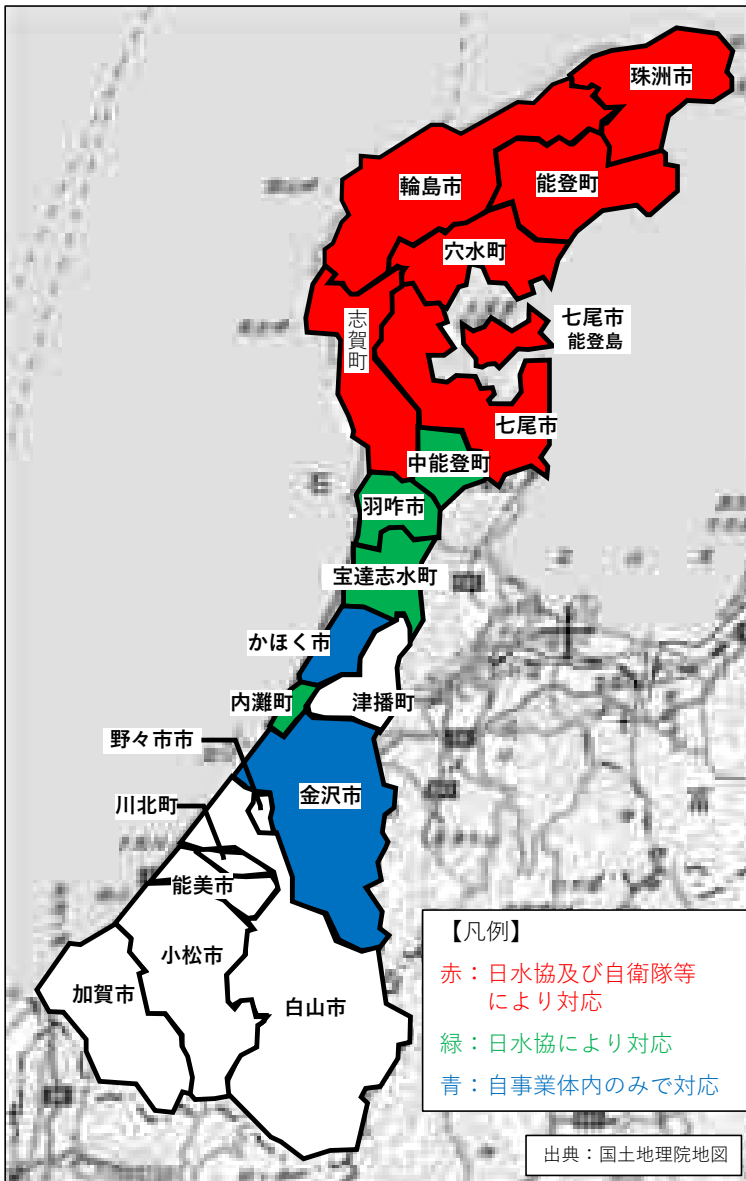 珠洲市
輪島市
能登町
穴水町
志賀町
七尾市
能登島
七尾市
中能登町
羽咋市
宝達志水町
かほく市
内灘町
津播町
野々市市
金沢市
川北町
能美市
小松市
加賀市
白山市
【凡例】
赤：日水協及び自衛隊等
により対応
緑：日水協により対応
青：自事業体内のみで対応
出典：国土地理院地図